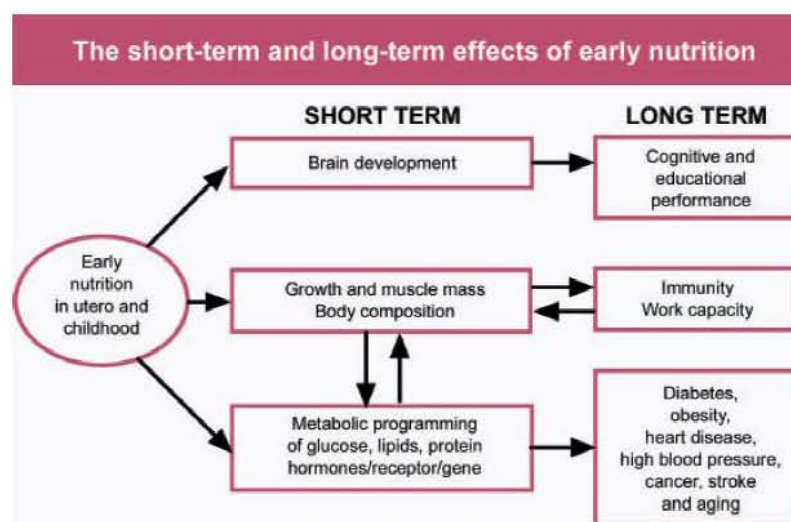 The short-term and long-term effects of early nutrition
SHORT TERM
LONG TERM
Brain development
Cognitive and
educational
performance
Early
nutrition
in utero and
childhood
Growth and muscle mass
Body composition
Immunity
Work capacity
Metabolic programming
of glucose, lipids, protein
hormones/receptor/gene
Diabetes,
obesity,
heart disease,
high blood pressure,
cancer, stroke
and aging